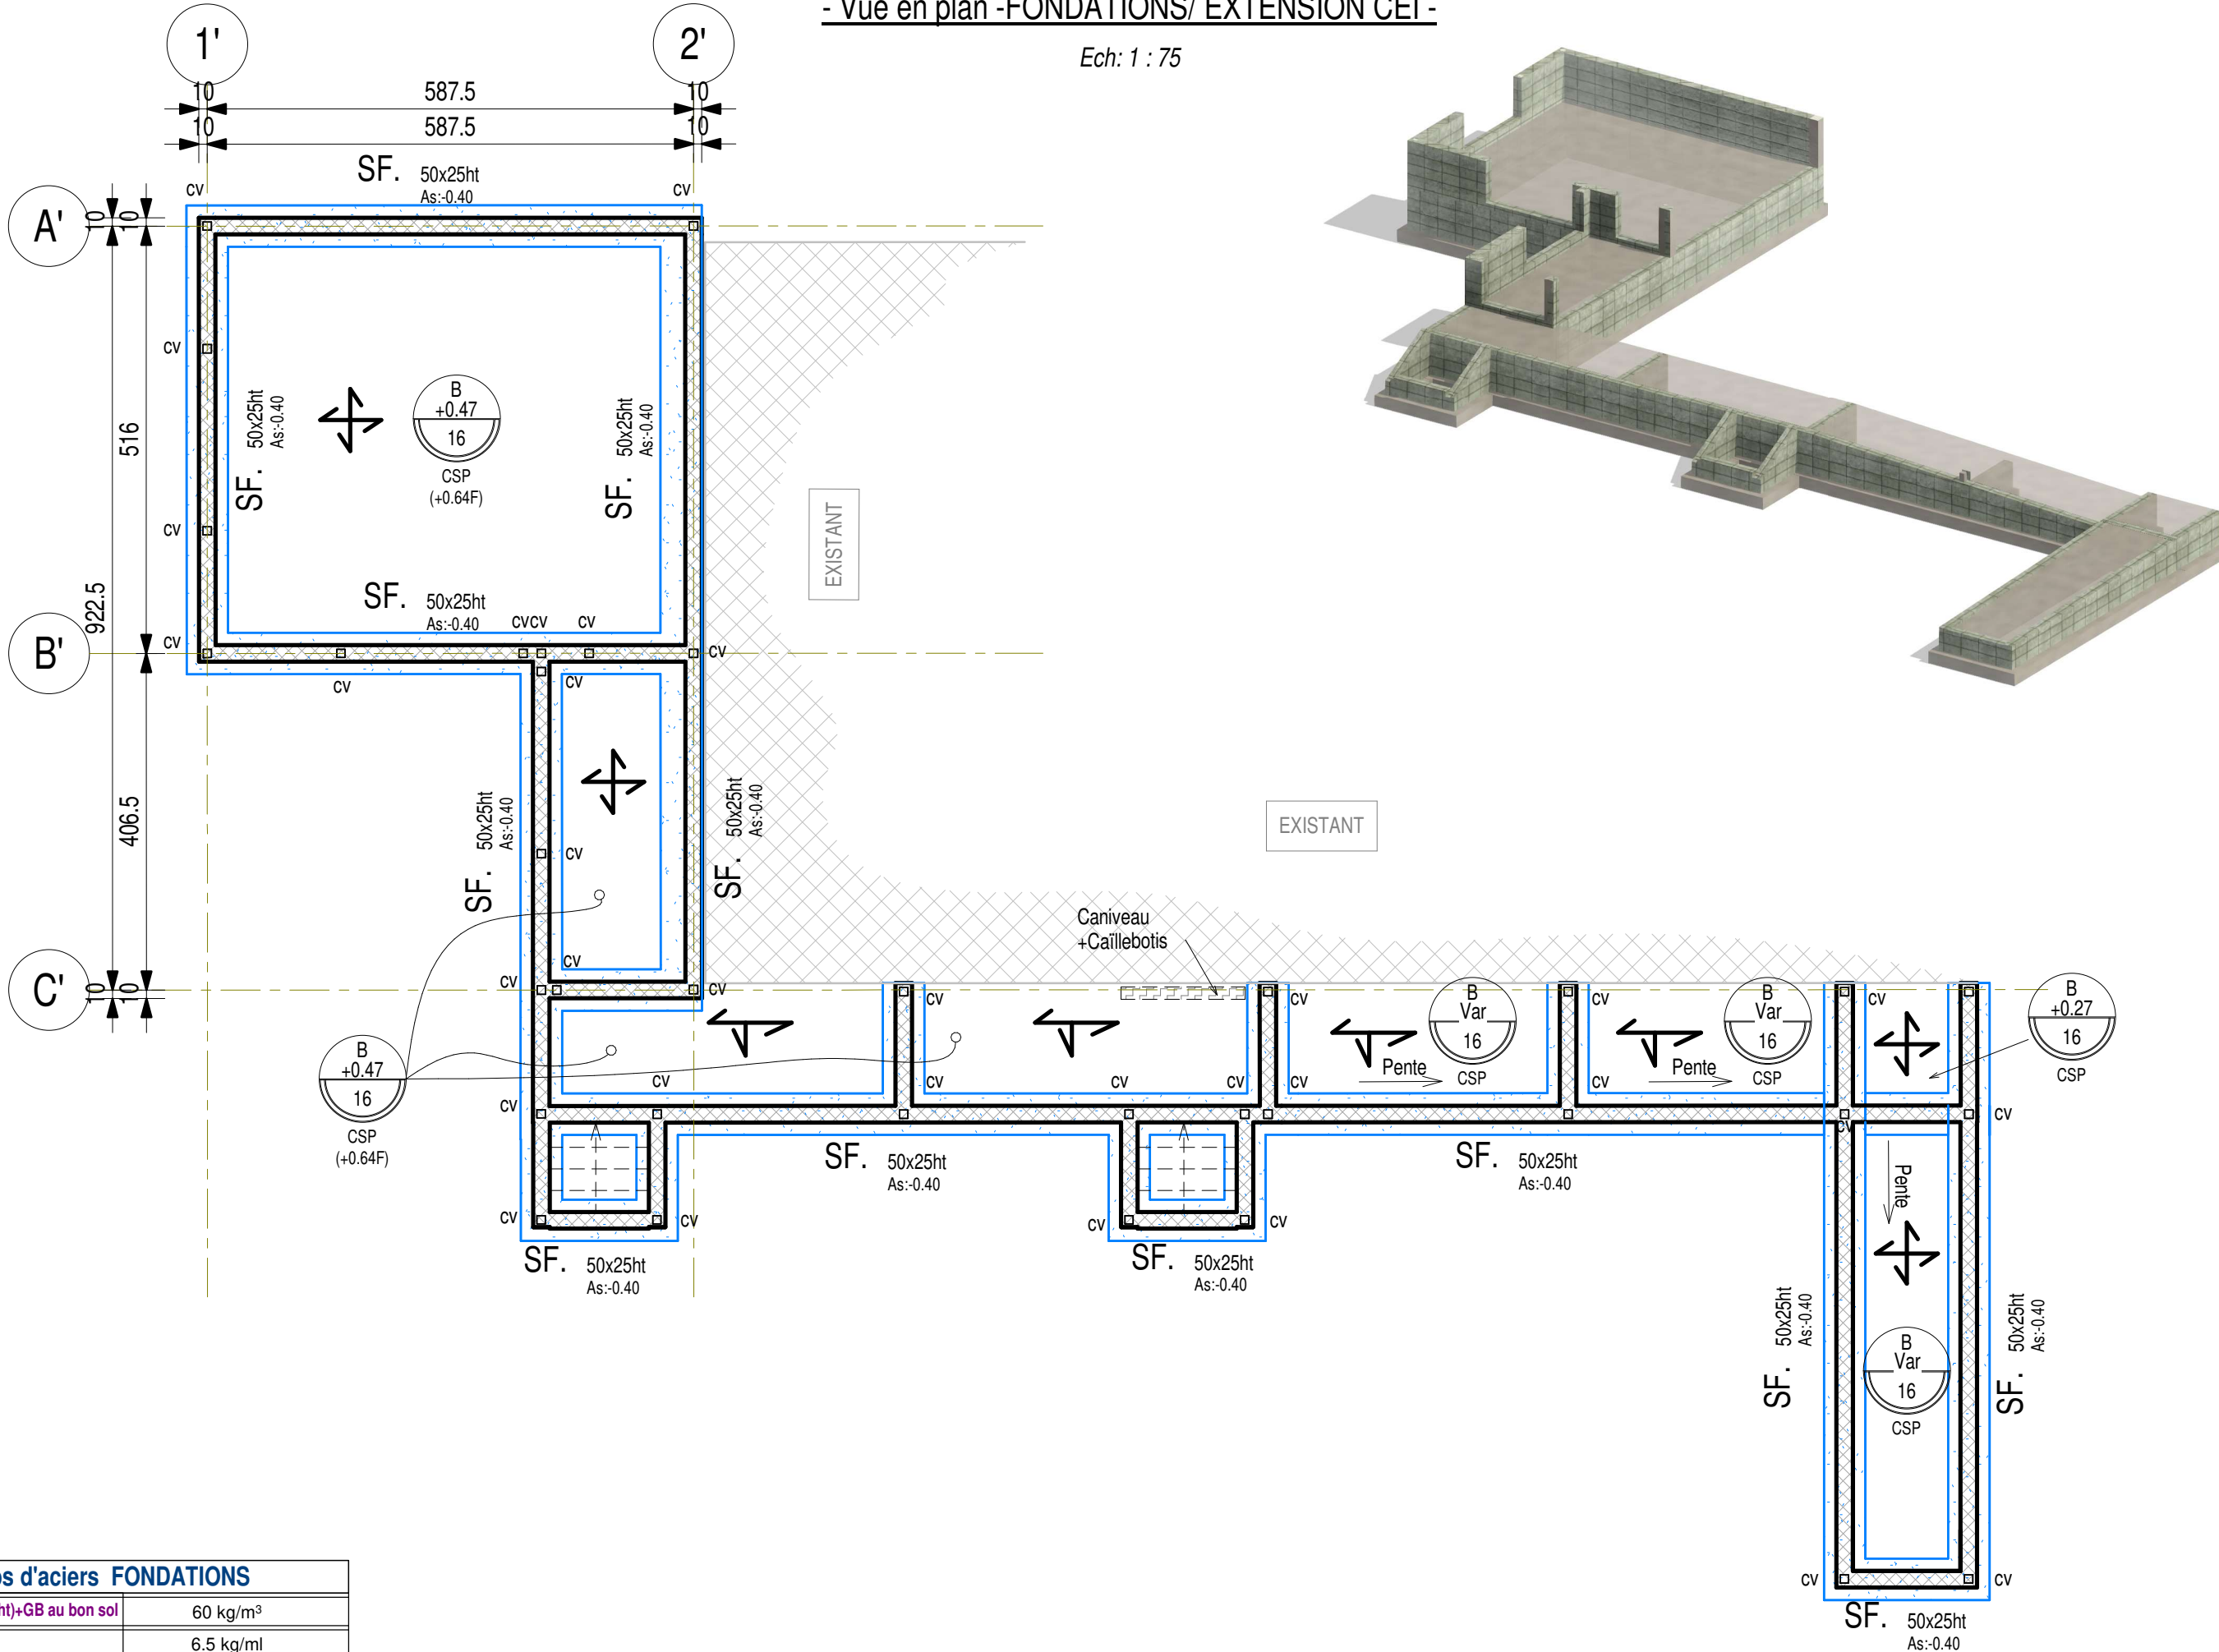 - Vue en plan -FONDATIONS/ EXTENSION CEI -
Ech: 1 : 75
1'
2'
10
587.5
10
10
587.5
10
SF.
50x25ht
As:-0.40
cv
cv
A'
10
10
cv
B
+0.47
16
CSP
(+0.64F)
SF.
50x25ht
As:-0.40
SF.
50x25ht
As:-0.40
516
922.5
EXISTANT
cv
SF.
50x25ht
As:-0.40
cvcv
cv
cv
B'
cv
cv
cv
406.5
SF.
50x25ht
As:-0.40
cv
SF.
50x25ht
As:-0.40
EXISTANT
Caniveau
+Caïllebotis
cv
C'
10
10
cv
cv
cv
cv
B
Var
16
CSP
B
Var
16
CSP
cv
B
+0.27
16
CSP
B
+0.47
16
CSP
(+0.64F)
Pente
Pente
cv
cv
cv
cv
cv
cv
cv
cv
SF.
50x25ht
As:-0.40
SF.
50x25ht
As:-0.40
Pente
cv
cv
cv
cv
SF.
50x25ht
As:-0.40
SF.
50x25ht
As:-0.40
SF.
50x25ht
As:-0.40
B
Var
16
CSP
SF.
50x25ht
As:-0.40
cv
cv
SF.
50x25ht
As:-0.40
d'aciers FONDATIONS
+GB au bon sol
60 kg/m³
6.5 kg/ml